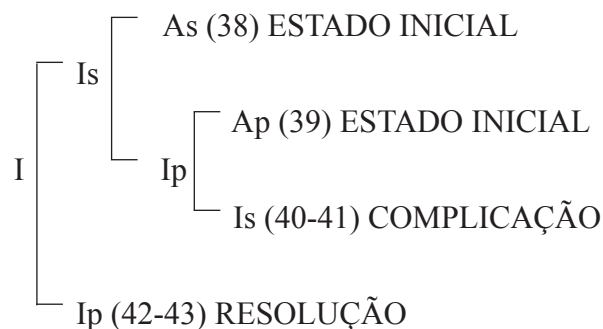 As (38) ESTADO INICIAL
Is
Ap (39) ESTADO INICIAL
I
Ip
Is (40-41) COMPLICAÇÃO
Ip (42-43) RESOLUÇÃO